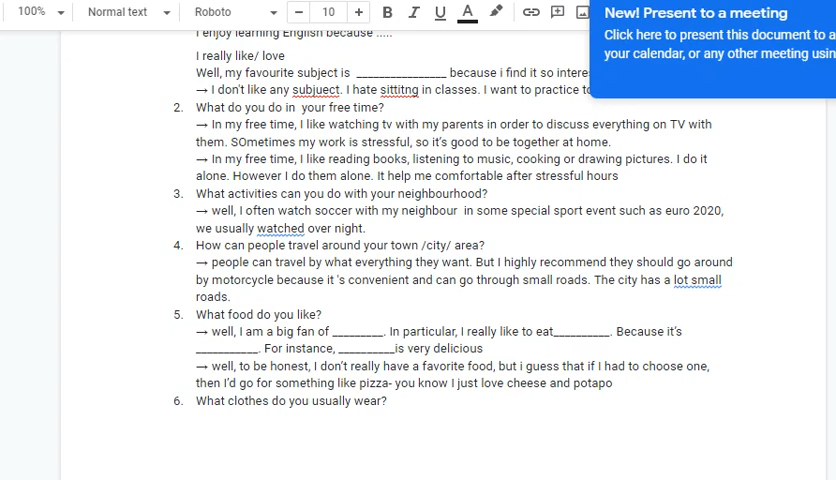 100%
Normal text
Roboto
10
B
I
U
A
New! Present to a meeting
Click here to present this document to a
your calendar, or any other meeting usin
I enjoy learning English because .....
I really like/ love
Well, my favourite subject is ________________ because i find it so interes
→ I don't like any subjuect. I hate sittitng in classes. I want to practice to
2. What do you do in your free time?
→ In my free time, I like watching tv with my parents in order to discuss everything on TV with
them. SOmetimes my work is stressful, so it's good to be together at home.
→ In my free time, I like reading books, listening to music, cooking or drawing pictures. I do it
alone. However I do them alone. It help me comfortable after stressful hours
3. What activities can you do with your neighbourhood?
→ well, I often watch soccer with my neighbour in some special sport event such as euro 2020,
we usually watched over night.
4. How can people travel around your town /city/ area?
→ people can travel by what everything they want. But I highly recommend they should go around
by motorcycle because it 's convenient and can go through small roads. The city has a lot small
roads.
5. What food do you like?
→ well, I am a big fan of _________. In particular, I really like to eat__________. Because it's
___________. For instance, __________is very delicious
→ well, to be honest, I don't really have a favorite food, but i guess that if I had to choose one,
then I'd go for something like pizza- you know I just love cheese and potapo
6. What clothes do you usually wear?